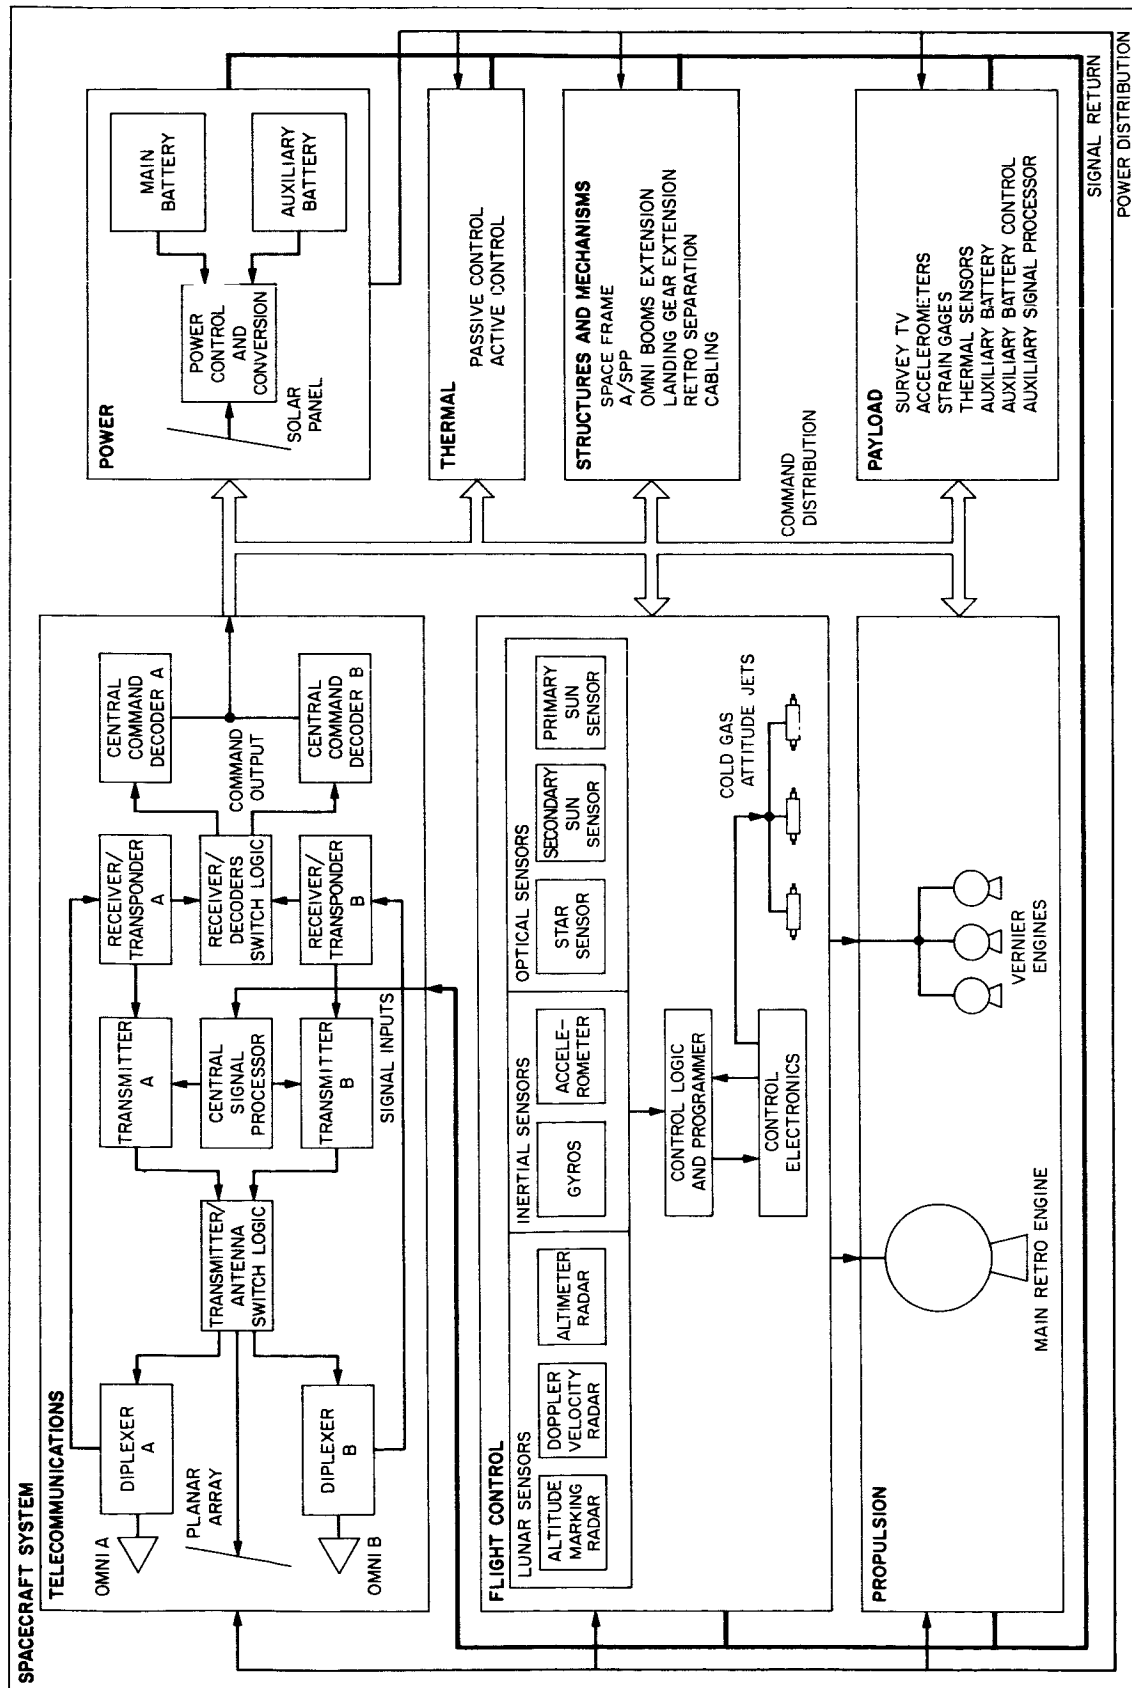 SPACECRAFT SYSTEM
TELECOMMUNICATIONS
OMNI A
DIPLEXER
A
PLANAR
ARRAY
DIPLEXER
B
OMNI B
TRANSMITTER/
ANTENNA
SWITCH LOGIC
TRANSMITTER
A
CENTRAL
SIGNAL
PROCESSOR
TRANSMITTER
B
SIGNAL INPUTS
RECEIVER/
TRANSPONDER
A
RECEIVER/
DECODERS
SWITCH LOGIC
RECEIVER/
TRANSPONDER
B
CENTRAL
COMMAND
DECODER A
COMMAND
OUTPUT
CENTRAL
COMMAND
DECODER B
POWER
SOLAR
PANEL
POWER
CONTROL
AND
CONVERSION
MAIN
BATTERY
AUXILIARY
BATTERY
FLIGHT CONTROL
LUNAR SENSORS
ALTITUDE
MARKING
RADAR
DOPPLER
VELOCITY
RADAR
ALTIMETER
RADAR
INERTIAL SENSORS
GYROS
ACCELE-
ROMETER
OPTICAL SENSORS
STAR
SENSOR
SECONDARY
SUN
SENSOR
PRIMARY
SUN
SENSOR
CONTROL LOGIC
AND PROGRAMMER
CONTROL
ELECTRONICS
COLD GAS
ATTITUDE JETS
THERMAL
PASSIVE CONTROL
ACTIVE CONTROL
STRUCTURES AND MECHANISMS
SPACE FRAME
A/SPP
OMNI BOOMS EXTENSION
LANDING GEAR EXTENSION
RETRO SEPARATION
CABLING
COMMAND
DISTRIBUTION
PROPULSION
MAIN RETRO ENGINE
VERNIER
ENGINES
PAYLOAD
SURVEY TV
ACCELEROMETERS
STRAIN GAGES
THERMAL SENSORS
AUXILIARY BATTERY
AUXILIARY BATTERY CONTROL
AUXILIARY SIGNAL PROCESSOR
SIGNAL RETURN
POWER DISTRIBUTION